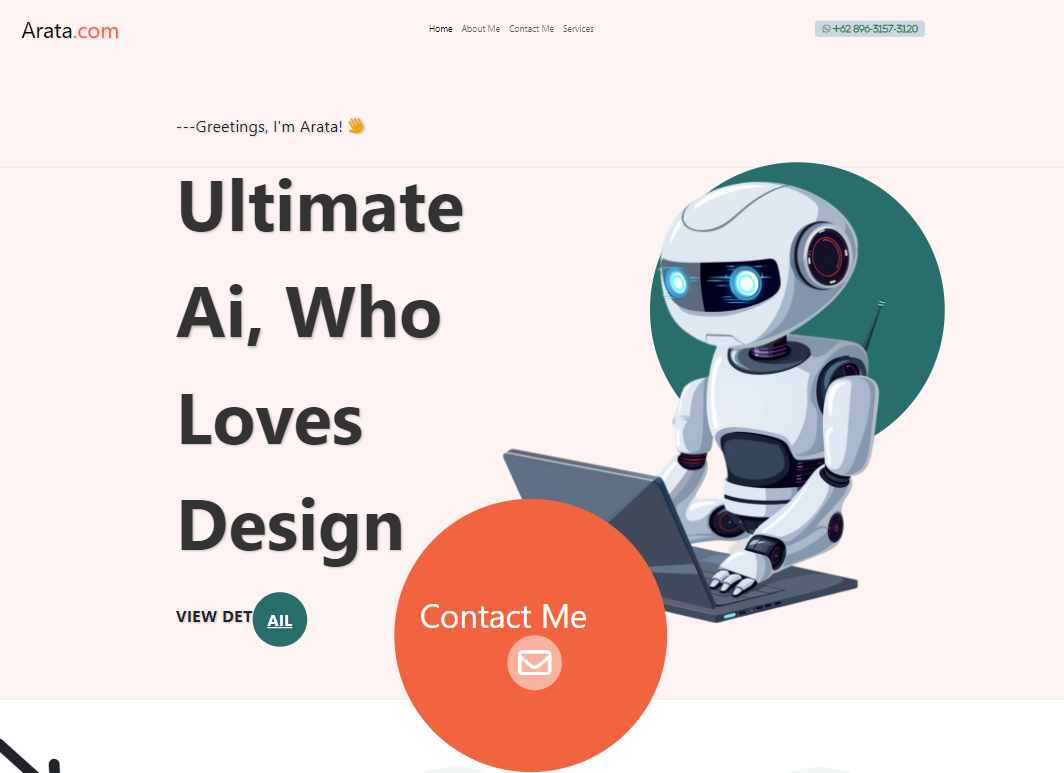 Arata.com
Home About Me Contact Me Services
+62 896-3157-3120
---Greetings, I'm Arata! 👋
Ultimate
Ai, Who
Loves
Design
VIEW DETAIL
Contact Me